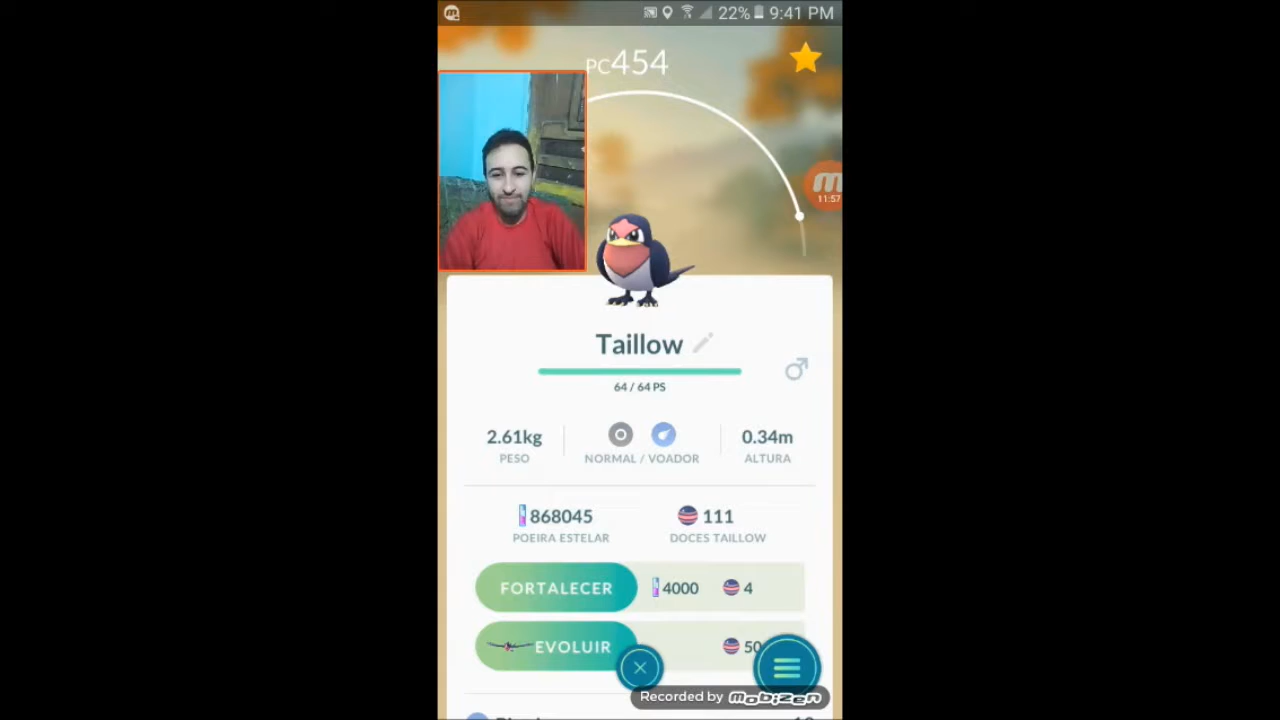 22% 9:41 PM
PC454
11:57
Taillow
64 / 64 PS
2.61kg
PESO
NORMAL / VOADOR
0.34m
ALTURA
868045
POEIRA ESTELAR
111
DOCES TAILLOW
FORTALECER 4000 4
EVOLUIR 50
Recorded by mobizen